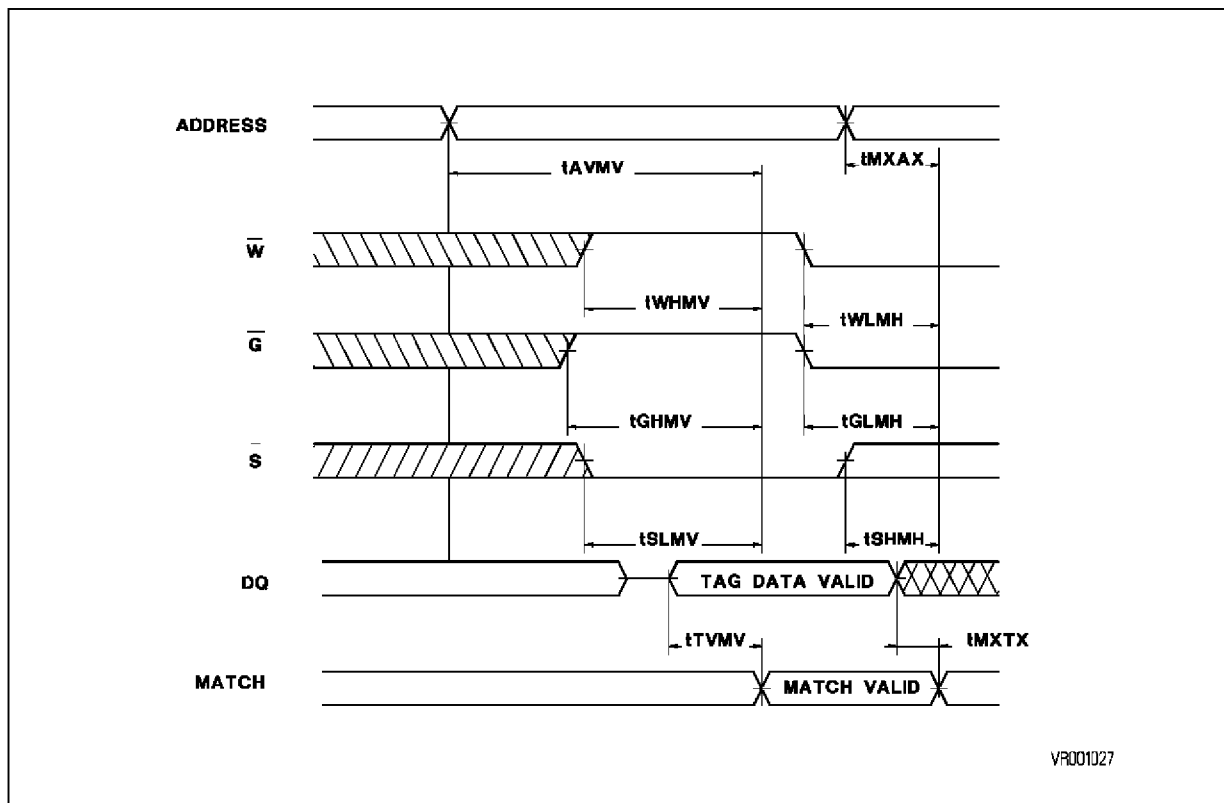 ADDRESS
tAVMV
tMXAX
W
tWHMV
tWLMH
G
tGHMV
tGLMH
S
tSLMV
tSHMH
DQ
TAG DATA VALID
tTVMV
tMXTX
MATCH
MATCH VALID
VR001027